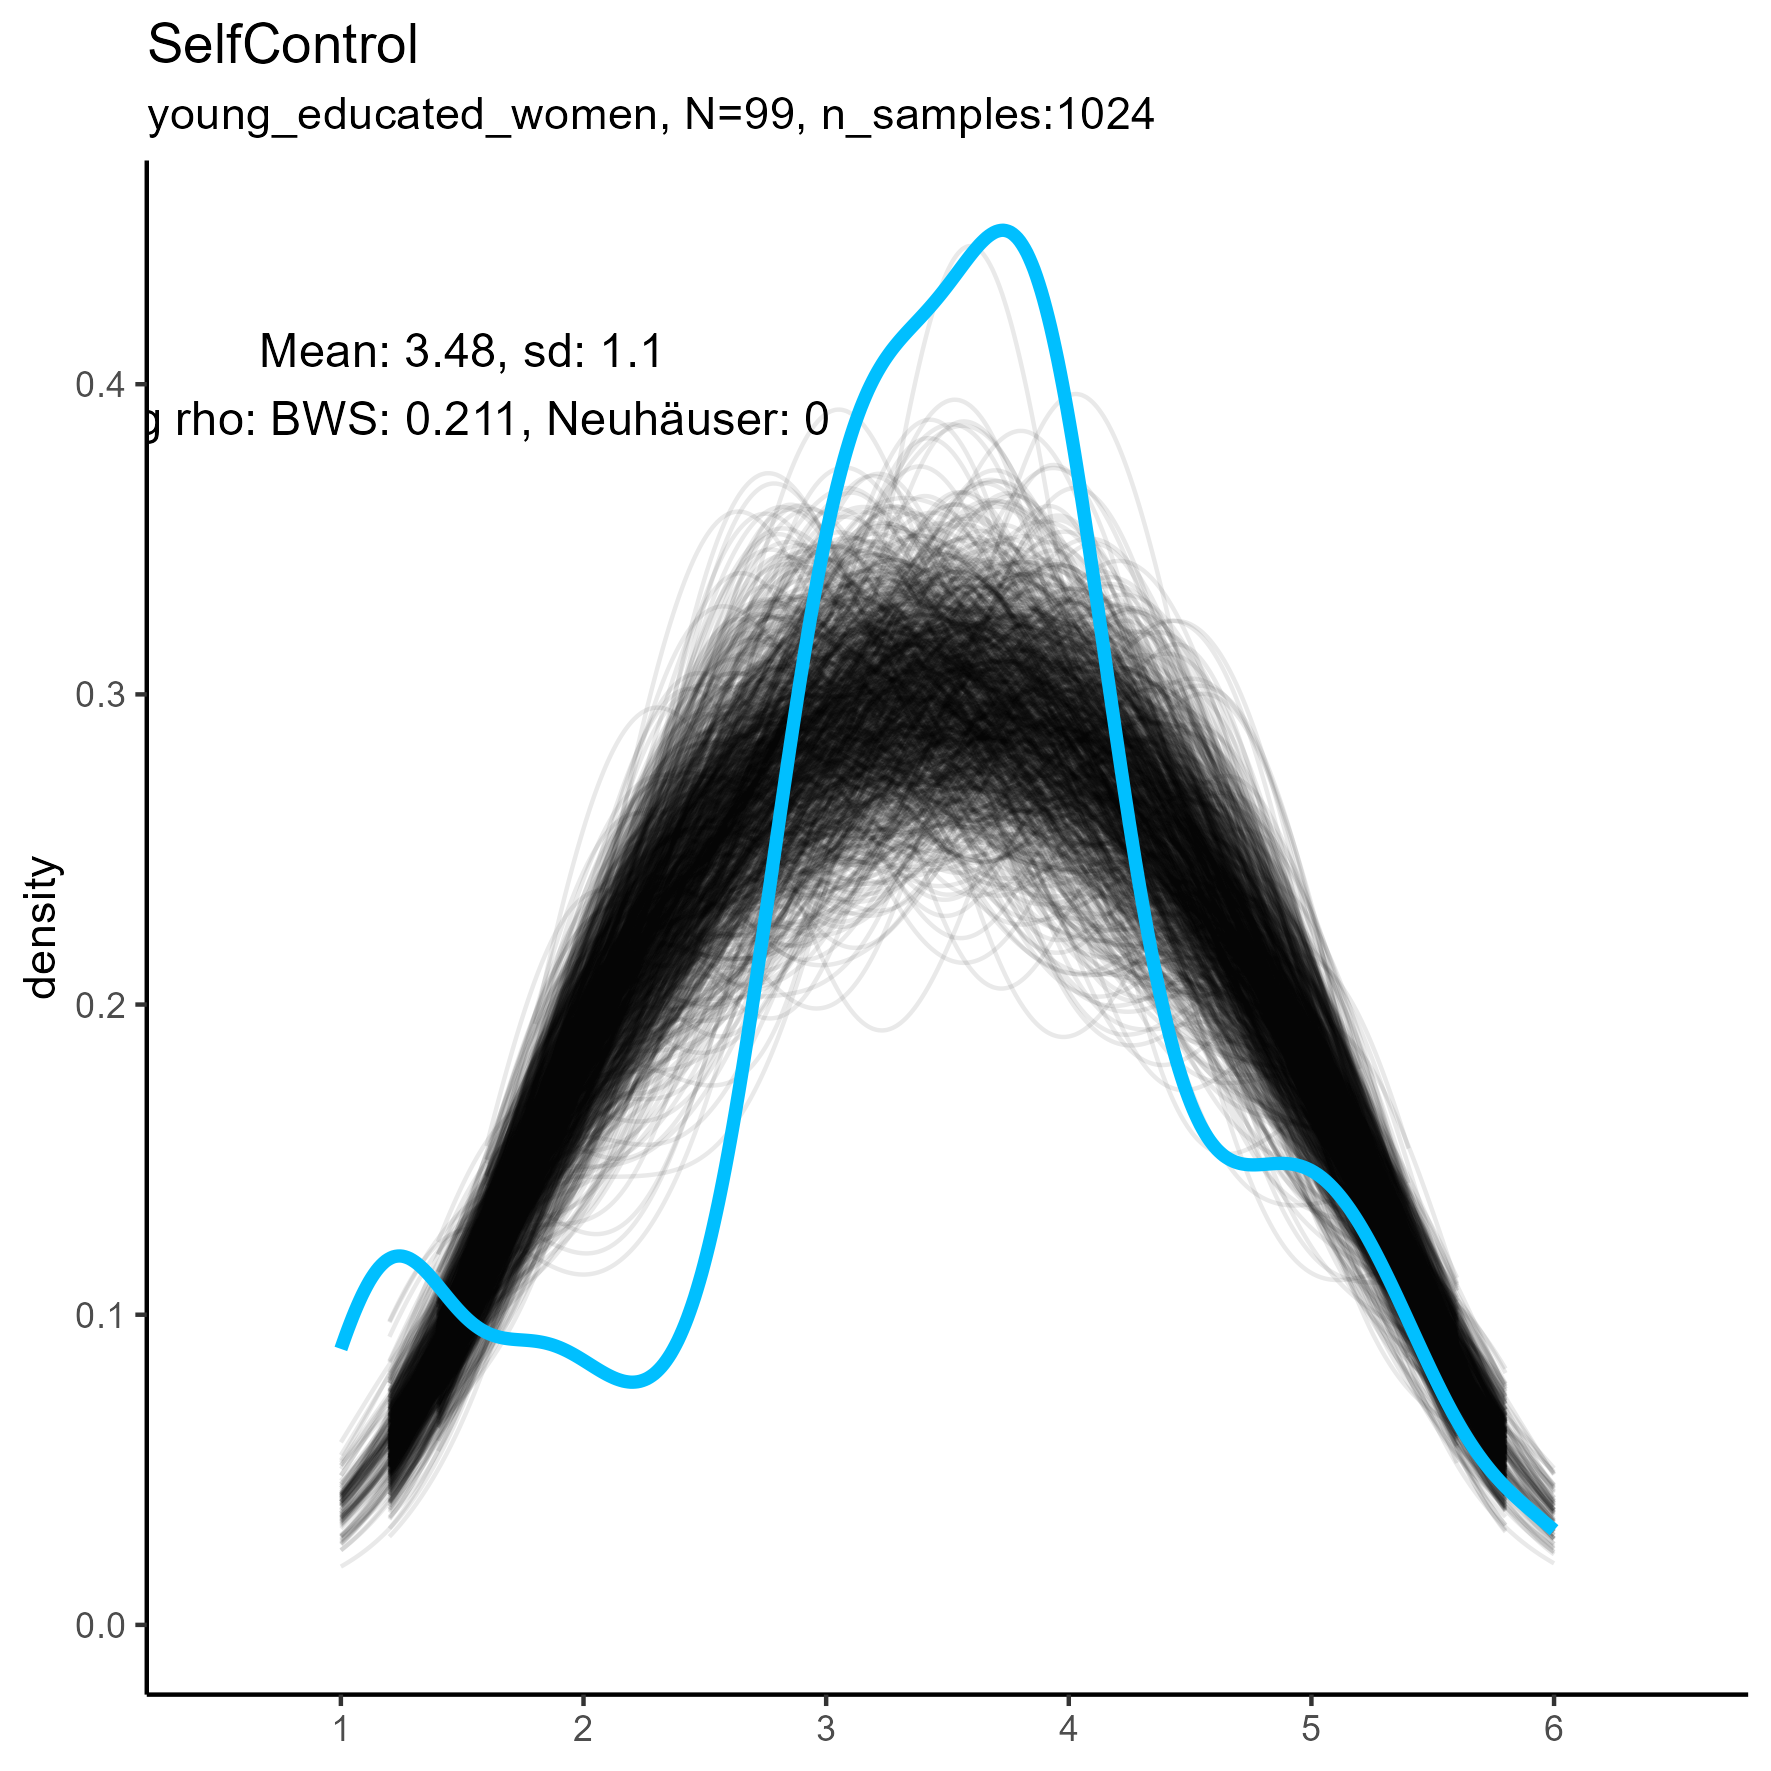 SelfControl
young_educated_women, N=99, n_samples:1024
Mean: 3.48, sd: 1.1
g rho: BWS: 0.211, Neuhäuser: 0
density
0.4
0.3
0.2
0.1
0.0
1 2 3 4 5 6